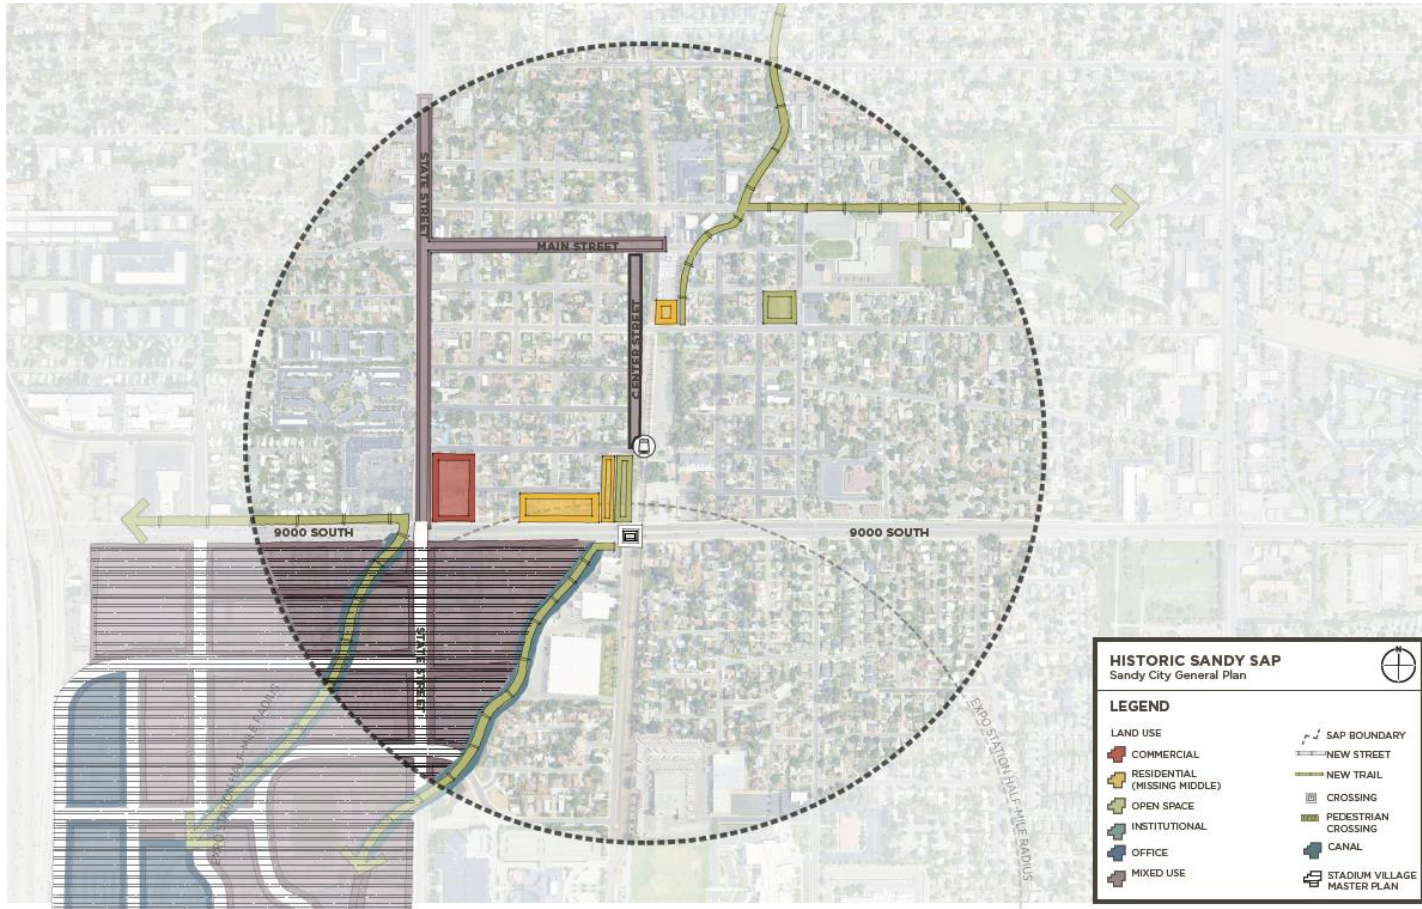 STATE STREET
MAIN STREET
CENTER STREET
9000 SOUTH
9000 SOUTH
STATE STREET
EXPO STATION HALF-MILE RADIUS
EXPO STATION HALF-MILE RADIUS
HISTORIC SANDY SAP
Sandy City General Plan
N
LEGEND
LAND USE
COMMERCIAL
RESIDENTIAL
(MISSING MIDDLE)
OPEN SPACE
INSTITUTIONAL
OFFICE
MIXED USE
SAP BOUNDARY
NEW STREET
NEW TRAIL
CROSSING
PEDESTRIAN
CROSSING
CANAL
STADIUM VILLAGE
MASTER PLAN